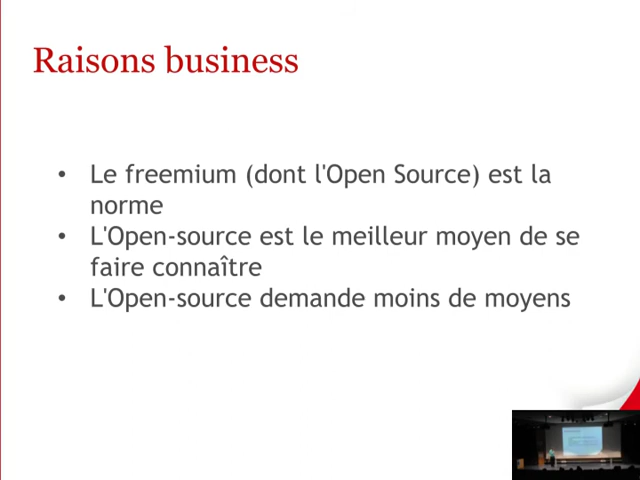 Raisons business
• Le freemium (dont l'Open Source) est la
norme
• L'Open-source est le meilleur moyen de se
faire connaître
• L'Open-source demande moins de moyens